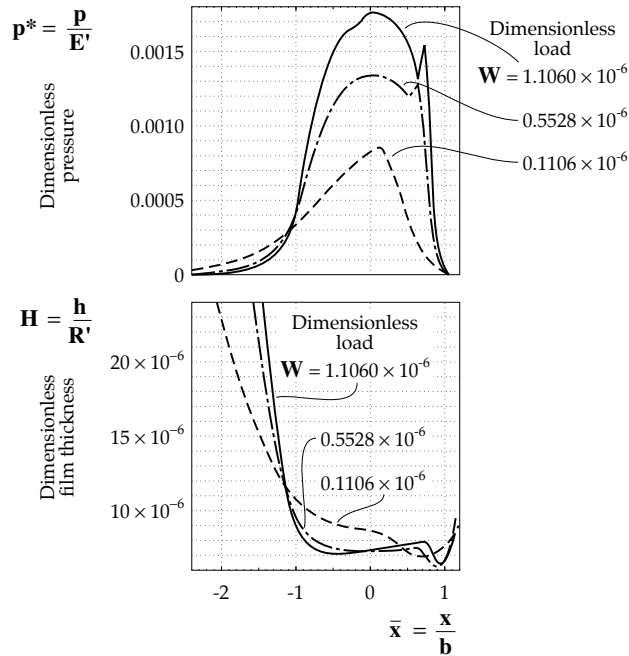 p* = p / E'
Dimensionless pressure
0.0015
0.0010
0.0005
0
Dimensionless
load
W = 1.1060 × 10⁻⁶
0.5528 × 10⁻⁶
0.1106 × 10⁻⁶
H = h / R'
Dimensionless film thickness
20 × 10⁻⁶
15 × 10⁻⁶
10 × 10⁻⁶
Dimensionless
load
W = 1.1060 × 10⁻⁶
0.5528 × 10⁻⁶
0.1106 × 10⁻⁶
-2 -1 0 1
x̄ = x / b